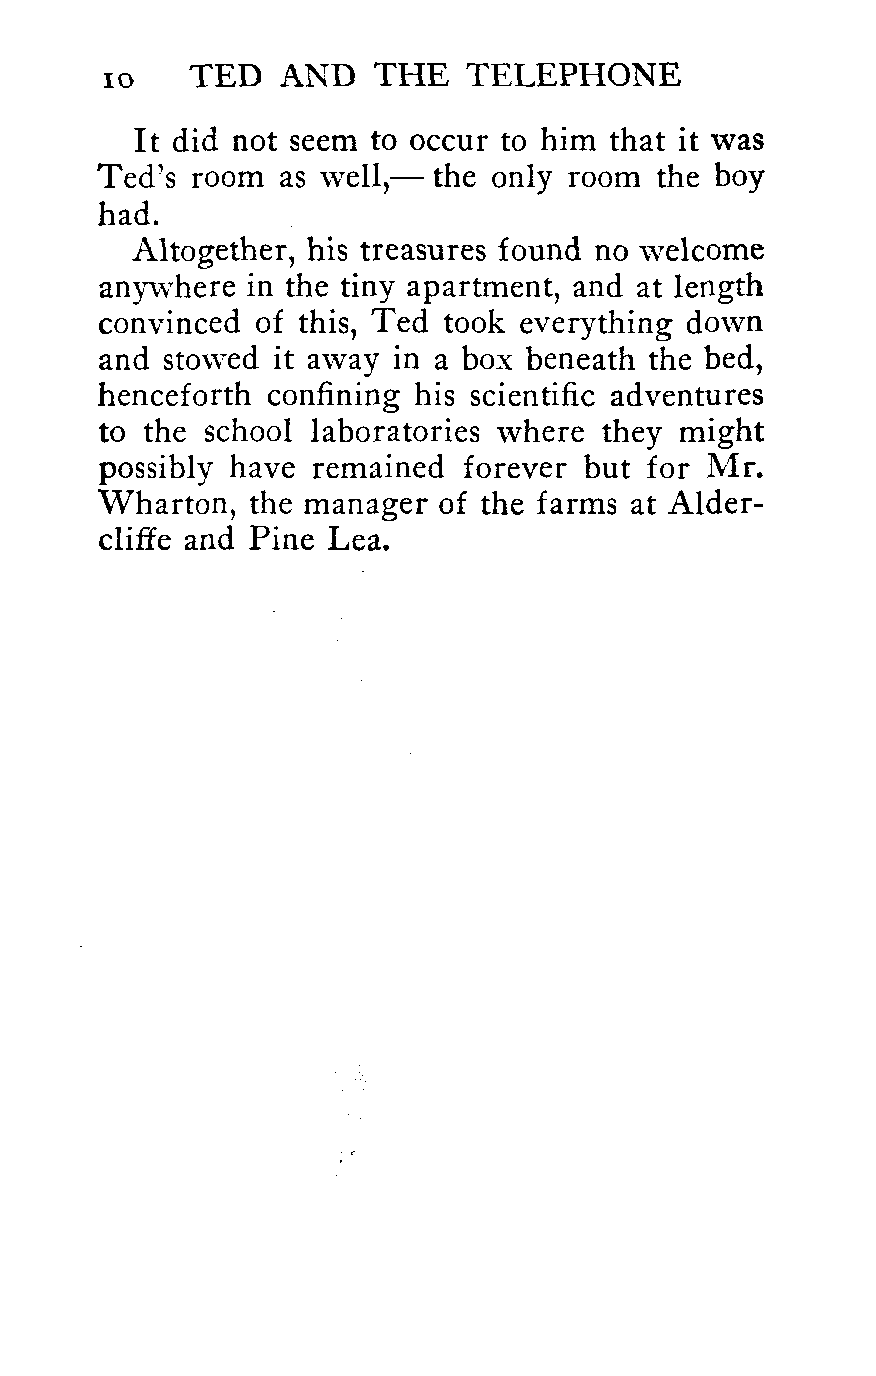 10 TED AND THE TELEPHONE
It did not seem to occur to him that it was
Ted's room as well,— the only room the boy
had.
Altogether, his treasures found no welcome
anywhere in the tiny apartment, and at length
convinced of this, Ted took everything down
and stowed it away in a box beneath the bed,
henceforth confining his scientific adventures
to the school laboratories where they might
possibly have remained forever but for Mr.
Wharton, the manager of the farms at Alder-
cliffe and Pine Lea.